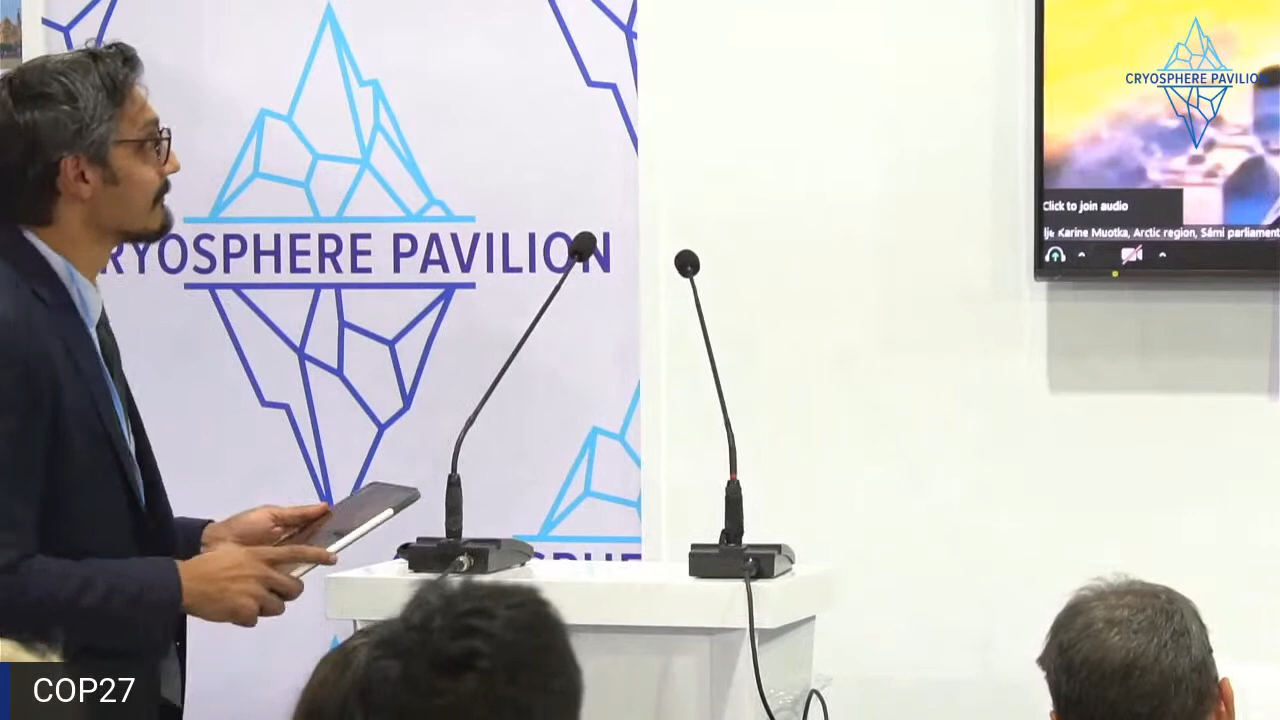 CRYOSPHERE PAVILION
CRYOSPHERE PAVILION
Click to join audio
Karine Muotka, Arctic region, Sámi parliament
COP27